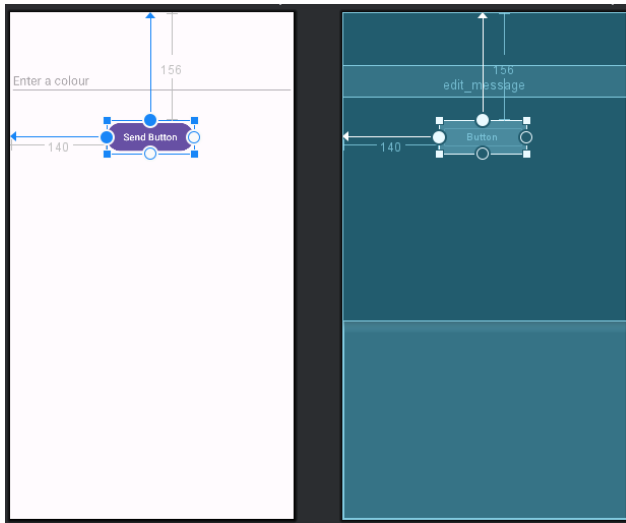 156
Enter a colour
Send Button
140
156
edit_message
Button
140